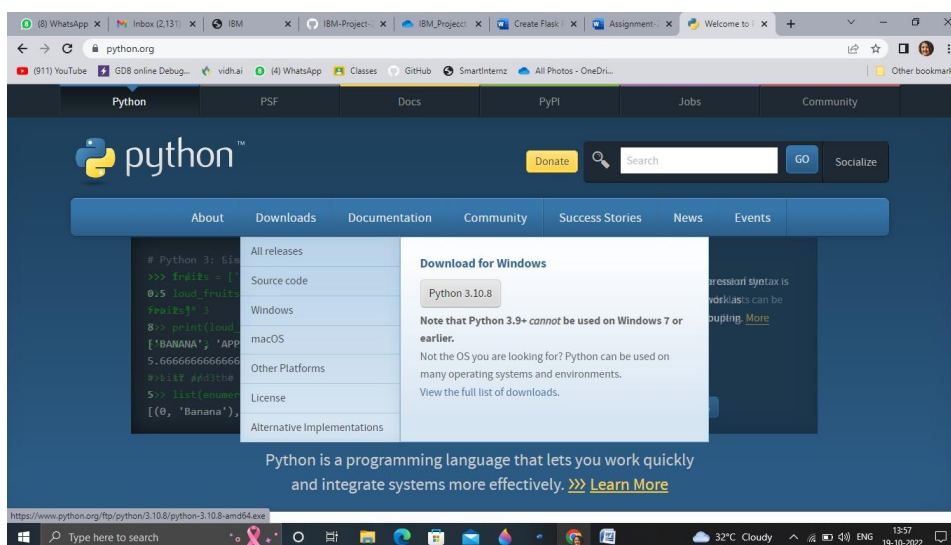 (8) WhatsApp
Inbox (2,131)
IBM
IBM-Project-
IBM_Project
Create Flask
Assignment-
Welcome to
python.org
(911) YouTube GDB online Debug... vidh.ai (4) WhatsApp Classes GitHub SmartInternz All Photos - OneDri... Other bookmar
Python PSF Docs PyPI Jobs Community
python™
Donate Search GO Socialize
About Downloads Documentation Community Success Stories News Events
All releases
Source code
Windows
macOS
Other Platforms
License
Alternative Implementations
Download for Windows
Python 3.10.8
Note that Python 3.9+ cannot be used on Windows 7 or
earlier.
Not the OS you are looking for? Python can be used on
many operating systems and environments.
View the full list of downloads.
# Python 3:
>>> print(loud_
['BANANA', 'APP
5.6666666666666
>>> list(enumer
[(0, 'Banana'),
More
Python is a programming language that lets you work quickly
and integrate systems more effectively. >>> Learn More
https://www.python.org/ftp/python/3.10.8/python-3.10.8-amd64.exe
Type here to search
32°C Cloudy
ENG
13:57
19-10-2022